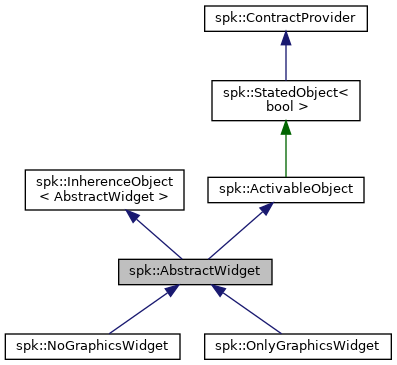 spk::ContractProvider
spk::StatedObject<
bool >
spk::InherenceObject
< AbstractWidget >
spk::ActivableObject
spk::AbstractWidget
spk::NoGraphicsWidget
spk::OnlyGraphicsWidget